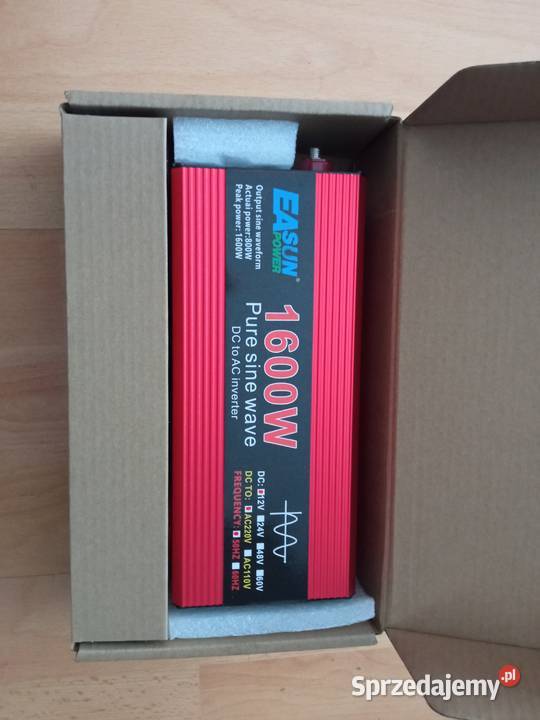 EASUN®
POWER
Output sine waveform
Actuai power:800W
Peak power:1600W
1600W
Pure sine wave
DC to AC inverter
DC: 12V 24V 48V 60V
DC TO: AC220V AC110V
FREQUENCY: 50HZ 60HZ
Sprzedajemy.pl